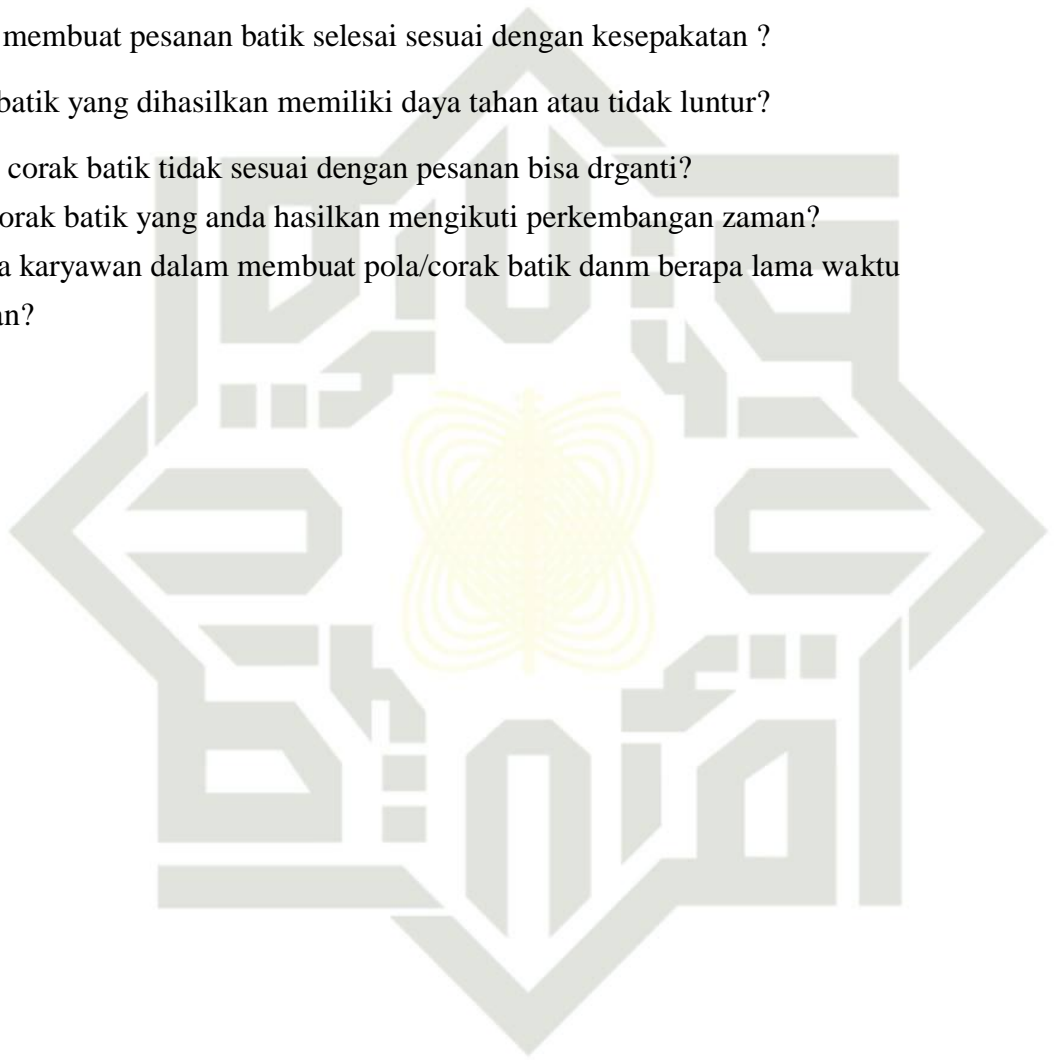 membuat pesanan batik selesai sesuai dengan kesepakatan ?
batik yang dihasilkan memiliki daya tahan atau tidak luntur?
corak batik tidak sesuai dengan pesanan bisa drganti?
orak batik yang anda hasilkan mengikuti perkembangan zaman?
a karyawan dalam membuat pola/corak batik danm berapa lama waktu
an?